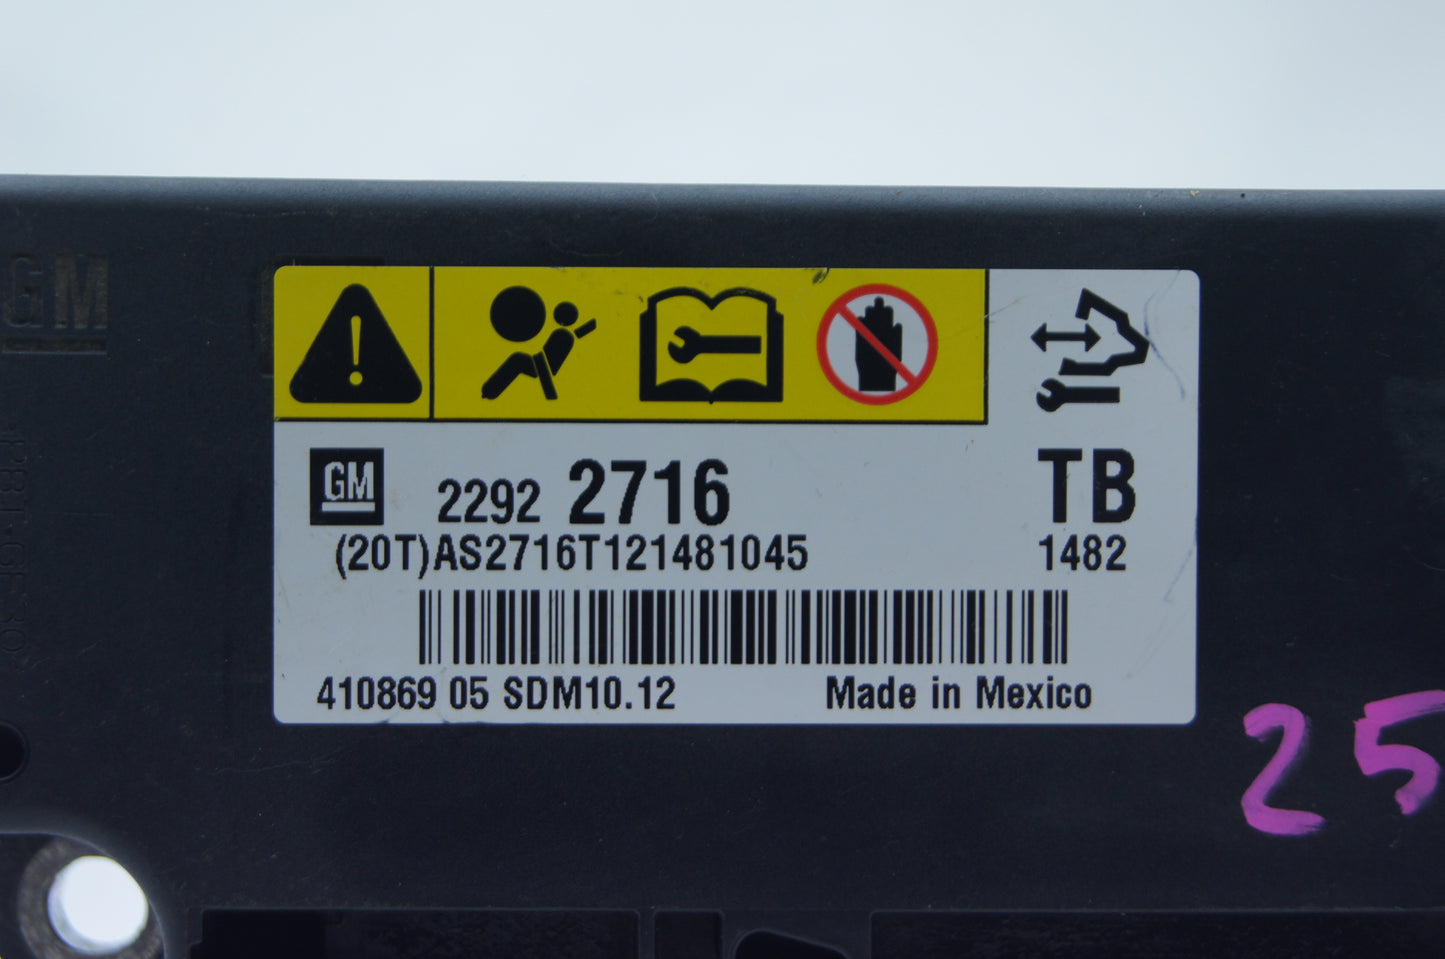 GM
GM 2292 2716 TB
(20T)AS2716T121481045 1482
410869 05 SDM10.12 Made in Mexico
25